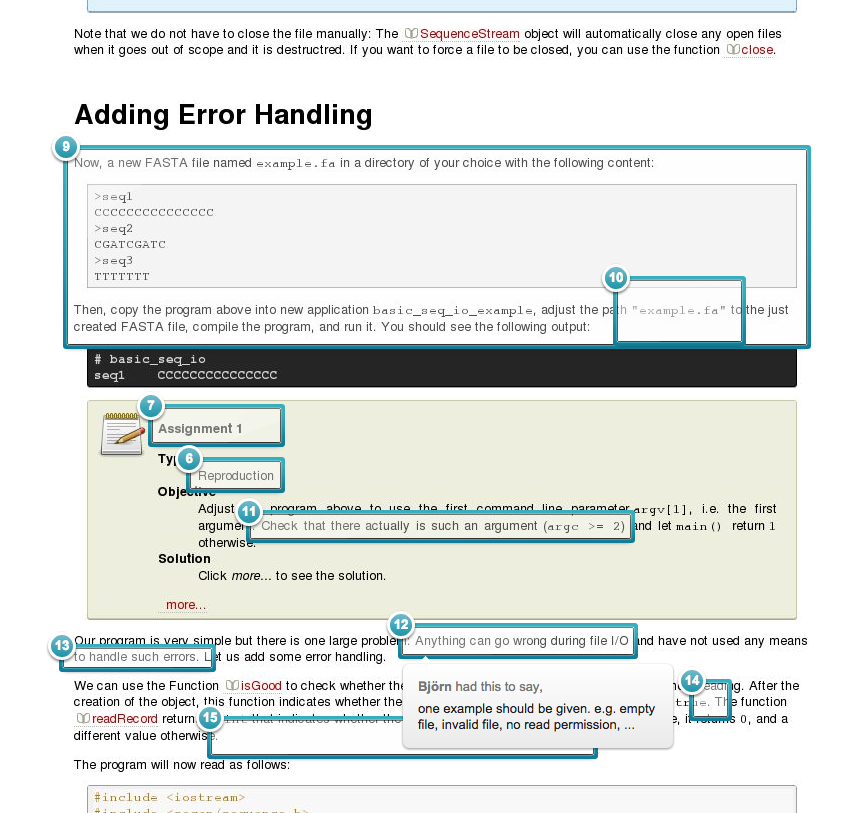 Note that we do not have to close the file manually: The SequenceStream object will automatically close any open files
when it goes out of scope and it is destructred. If you want to force a file to be closed, you can use the function close.
Adding Error Handling
9
Now, a new FASTA file named example.fa in a directory of your choice with the following content:
>seq1
CCCCCCCCCCCCCCC
>seq2
CGATCGATC
>seq3
TTTTTTT
10
Then, copy the program above into new application basic_seq_io_example, adjust the path "example.fa" to the just
created FASTA file, compile the program, and run it. You should see the following output:
# basic_seq_io
seq1 CCCCCCCCCCCCCCC
7
Assignment 1
6
Reproduction
Objective
11
Adjust program above to use the first command line parameter argv[1], i.e. the first
argument. Check that there actually is such an argument (argc >= 2) and let main() return 1
otherwise.
Solution
Click more... to see the solution.
more...
12
13
Our program is very simple but there is one large problem: Anything can go wrong during file I/O and have not used any means
to handle such errors. Let us add some error handling.
14
We can use the Function isGood to check whether the reading. After the
creation of the object, this function indicates whether the true. The function
15
readRecord return that indicates whether the it returns 0, and a
different value otherwise.
Björn had this to say,
one example should be given. e.g. empty
file, invalid file, no read permission, ...
The program will now read as follows:
#include <iostream>